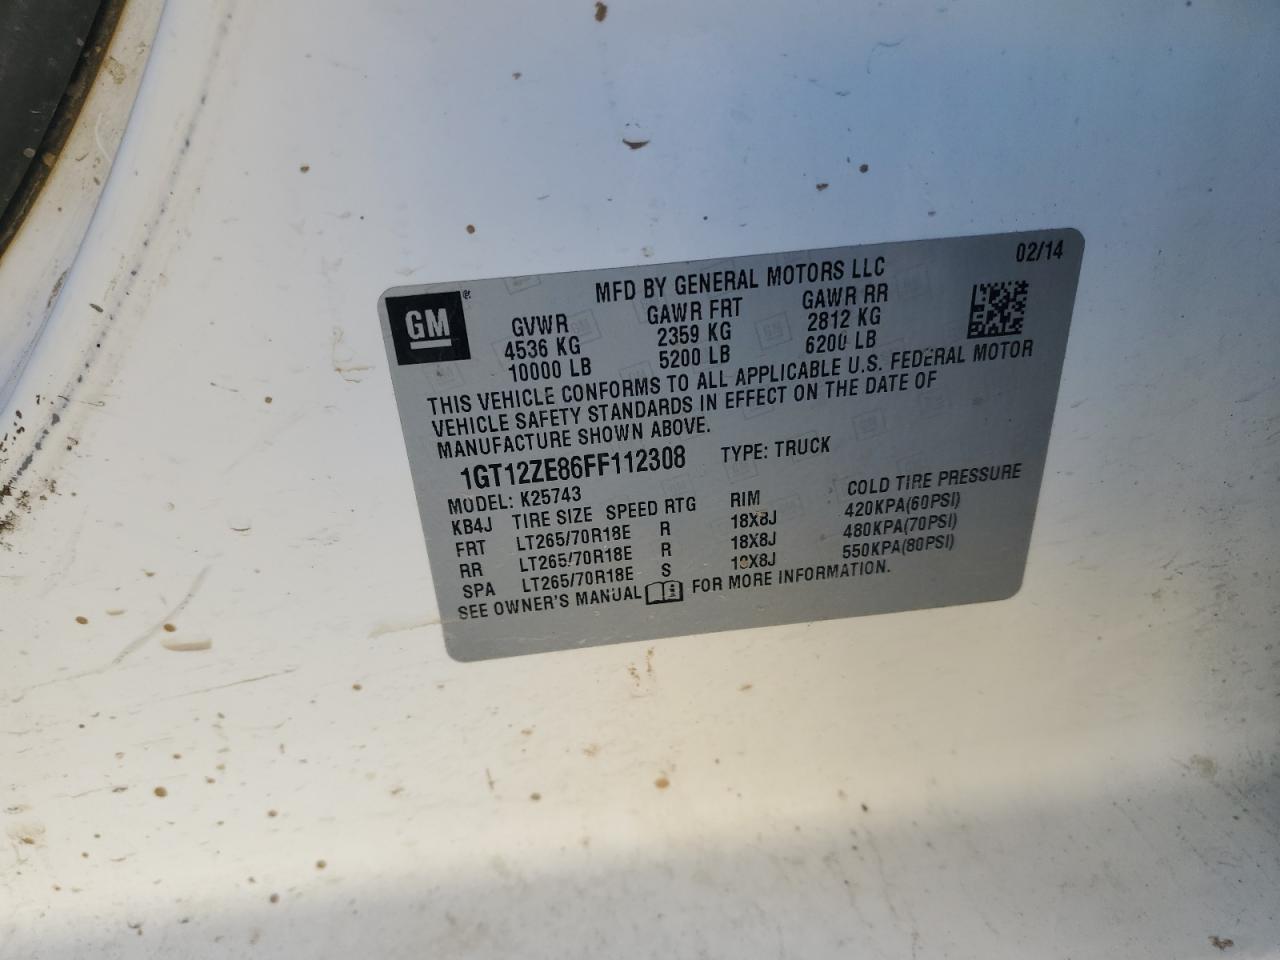 02/14
GM
MFD BY GENERAL MOTORS LLC
GVWR GAWR FRT GAWR RR
4536 KG 2359 KG 2812 KG
10000 LB 5200 LB 6200 LB
THIS VEHICLE CONFORMS TO ALL APPLICABLE U.S. FEDERAL MOTOR
VEHICLE SAFETY STANDARDS IN EFFECT ON THE DATE OF
MANUFACTURE SHOWN ABOVE.
1GT12ZE86FF112308 TYPE: TRUCK
MODEL: K25743
KB4J TIRE SIZE SPEED RTG RIM COLD TIRE PRESSURE
FRT LT265/70R18E R 18X8J 420KPA(60PSI)
RR LT265/70R18E R 18X8J 480KPA(70PSI)
SPA LT265/70R18E S 18X8J 550KPA(80PSI)
SEE OWNER'S MANUAL FOR MORE INFORMATION.